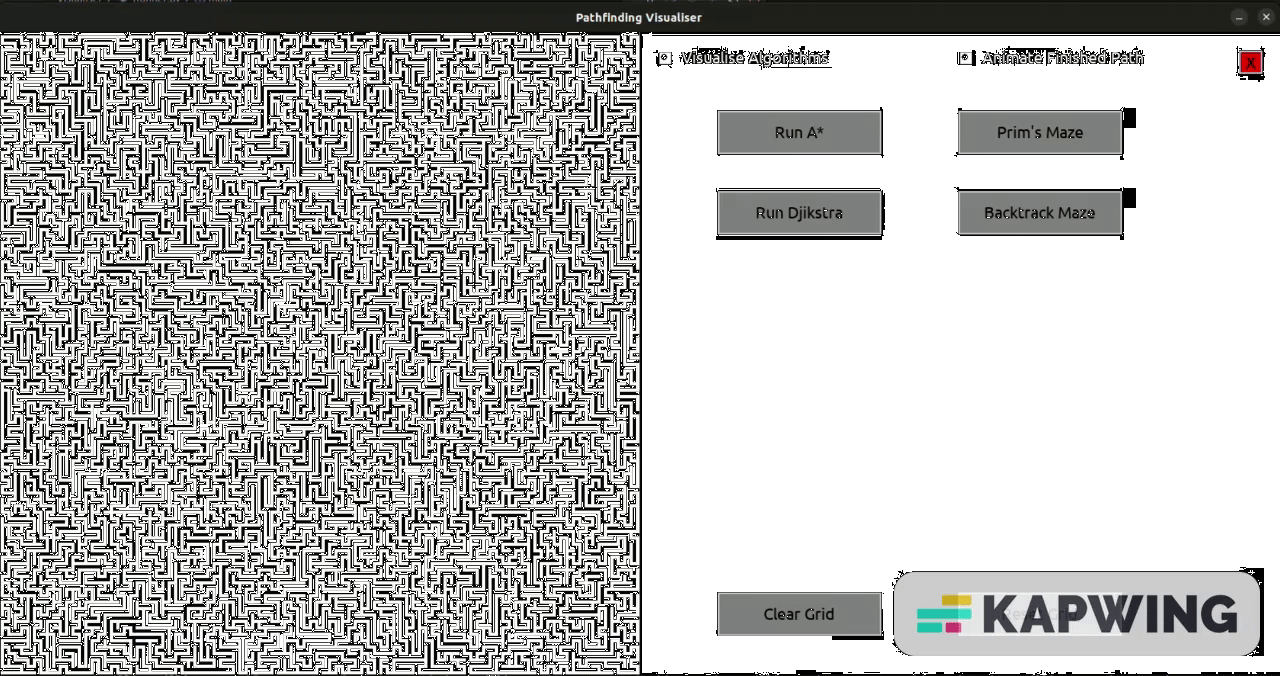 Pathfinding Visualiser
Visualise Algorithms
Animate Finished Path
X
Run A*
Prim's Maze
Run Djikstra
Backtrack Maze
Clear Grid
KAPWING